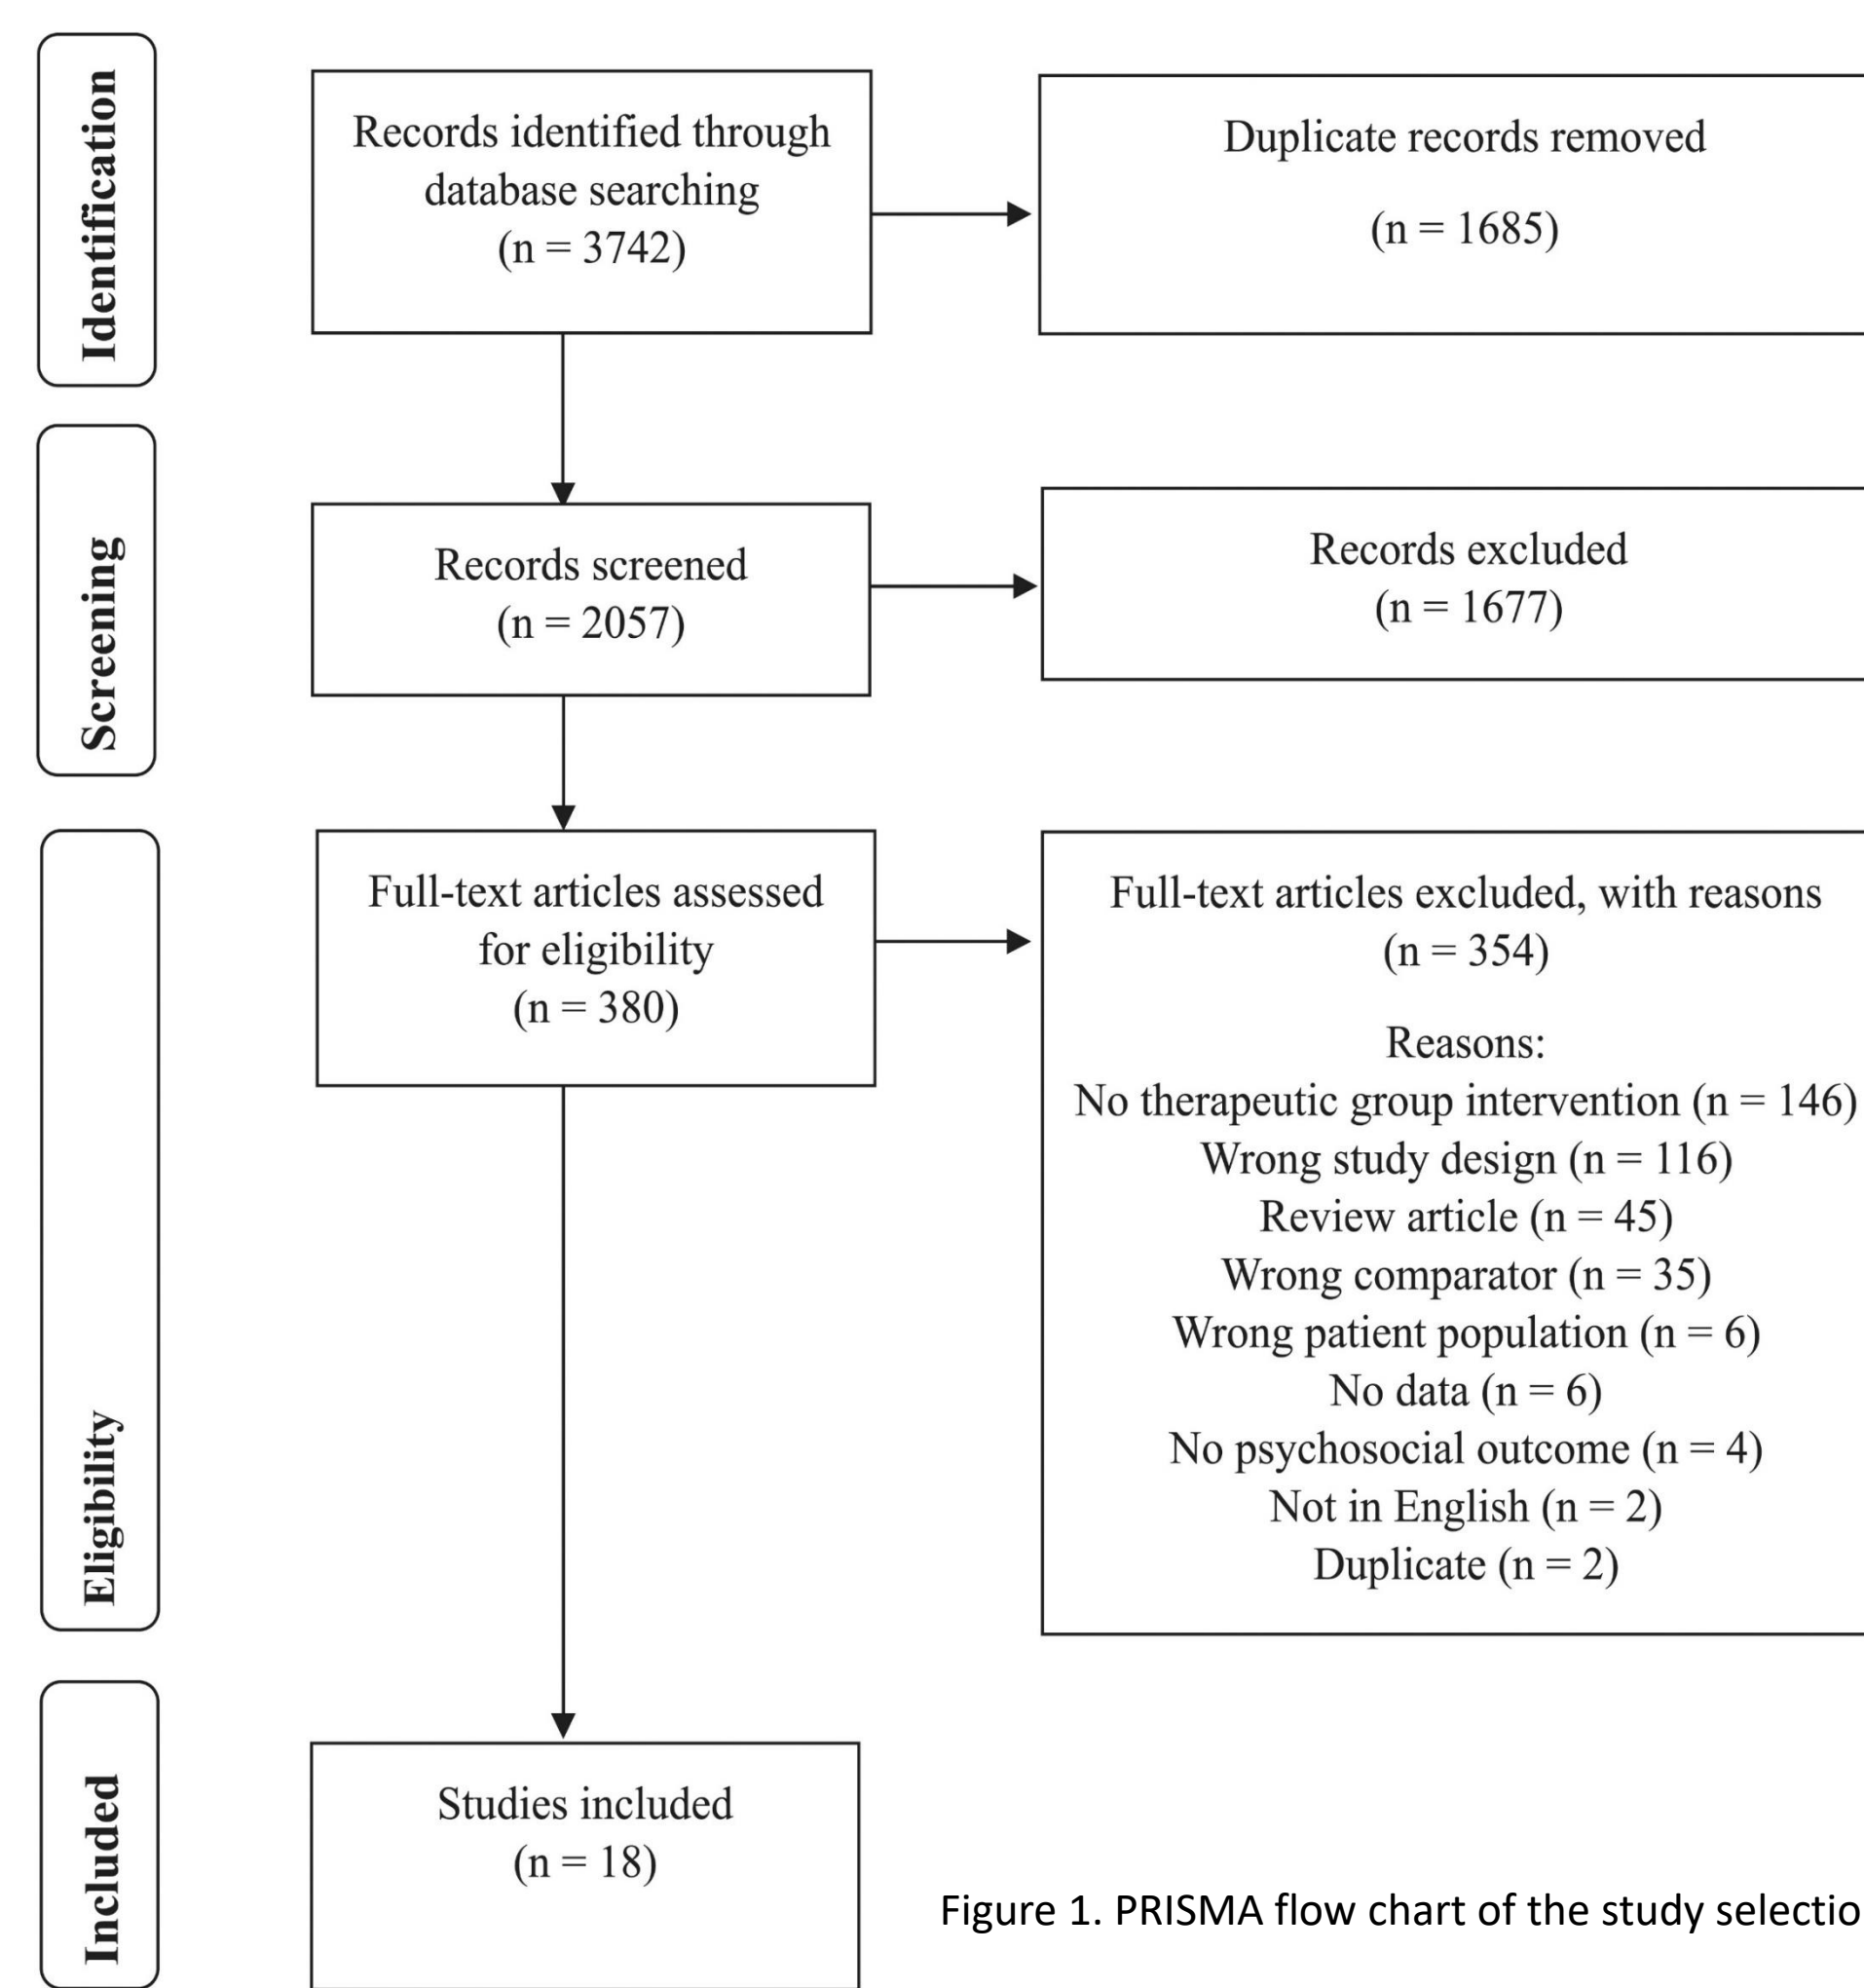 Identification
Records identified through
database searching
(n = 3742)
Duplicate records removed
(n = 1685)
Screening
Records screened
(n = 2057)
Records excluded
(n = 1677)
Eligibility
Full-text articles assessed
for eligibility
(n = 380)
Full-text articles excluded, with reasons
(n = 354)
Reasons:
No therapeutic group intervention (n = 146)
Wrong study design (n = 116)
Review article (n = 45)
Wrong comparator (n = 35)
Wrong patient population (n = 6)
No data (n = 6)
No psychosocial outcome (n = 4)
Not in English (n = 2)
Duplicate (n = 2)
Included
Studies included
(n = 18)
Figure 1. PRISMA flow chart of the study selectio